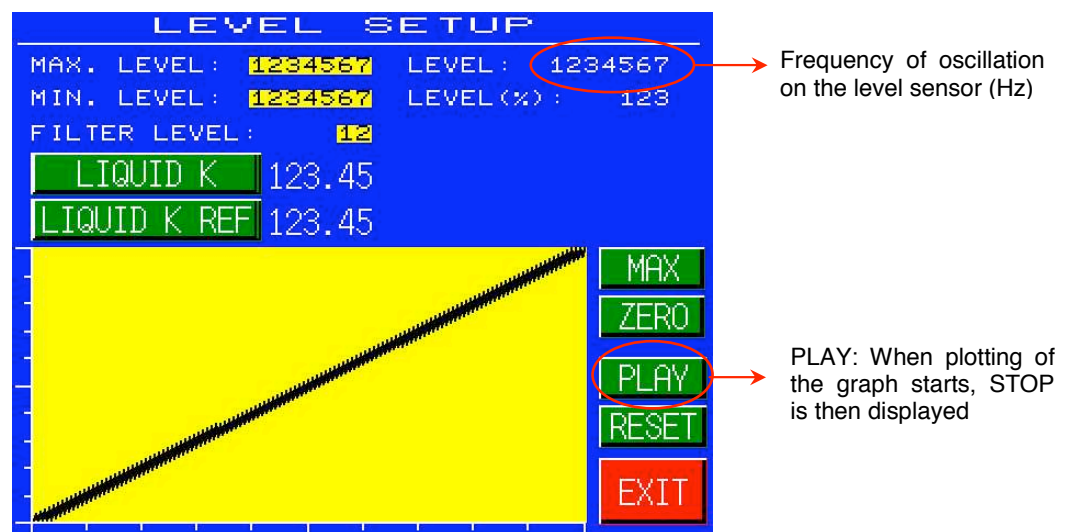 LEVEL SETUP
MAX. LEVEL: 1234567 LEVEL: 1234567
MIN. LEVEL: 1234567 LEVEL(%): 123
FILTER LEVEL: 12
LIQUID K 123.45
LIQUID K REF 123.45
MAX
ZERO
PLAY
RESET
EXIT
Frequency of oscillation
on the level sensor (Hz)
PLAY: When plotting of
the graph starts, STOP
is then displayed